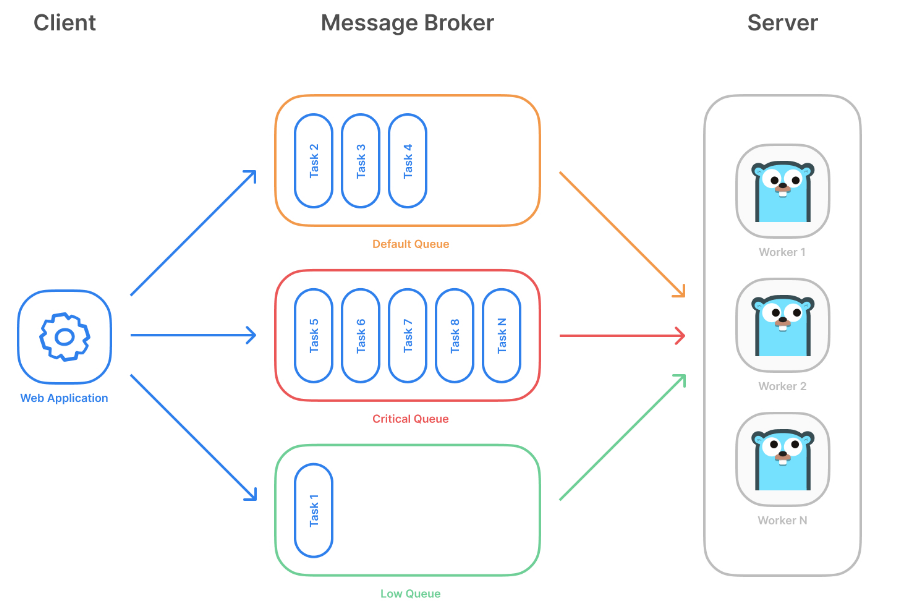 Client
Message Broker
Server
Task 2
Task 3
Task 4
Default Queue
Task 5
Task 6
Task 7
Task 8
Task N
Critical Queue
Task 1
Low Queue
Web Application
Worker 1
Worker 2
Worker N